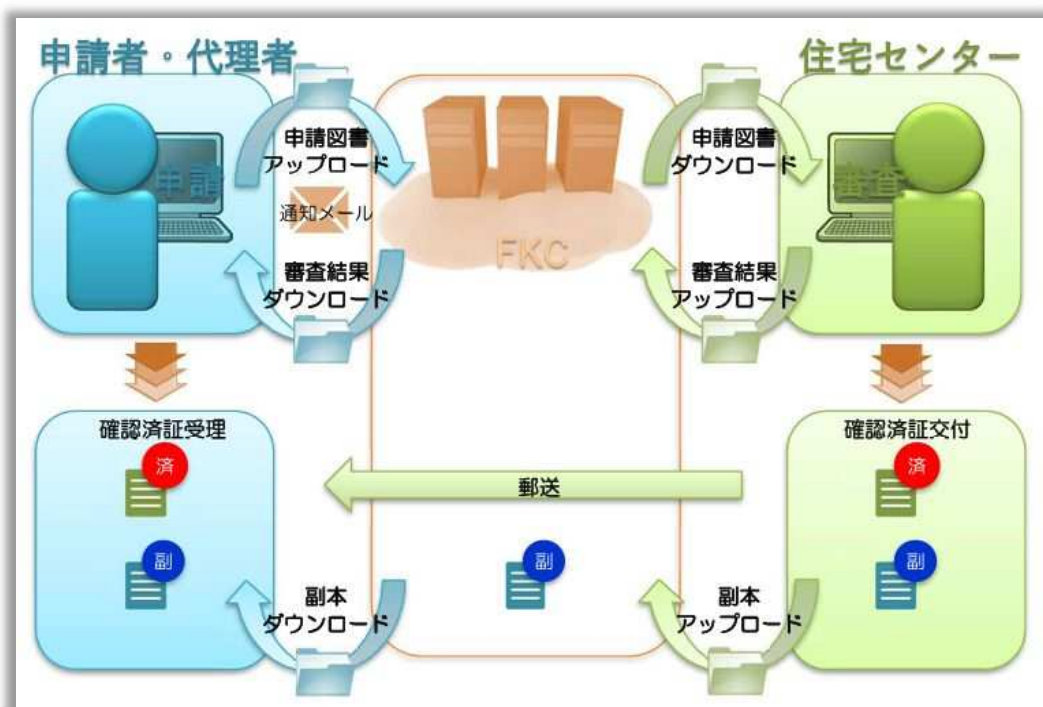 申請者・代理者
住宅センター
申請図書
アップロード
申請図書
ダウンロード
申請
審査
通知メール
FKC
審査結果
ダウンロード
審査結果
アップロード
確認済証受理
確認済証交付
済
済
郵送
副
副
副
副本
ダウンロード
副本
アップロード